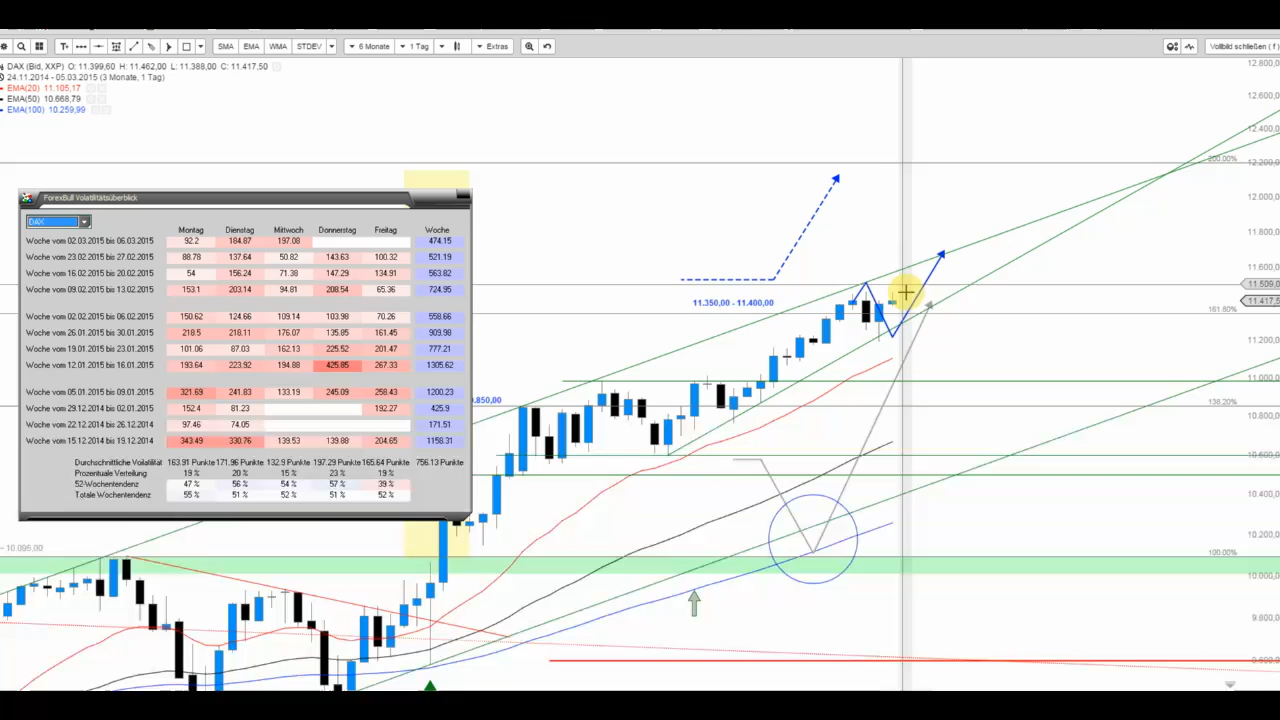 SMA EMA WMA STDEV 6 Monate 1 Tag Extras Vollbild schließen ( f )
DAX (Bid, XXP) O: 11.399,60 H: 11.462,00 L: 11.388,00 C: 11.417,50
24.11.2014 - 05.03.2015 (3 Monate, 1 Tag)
EMA(20) 11.105,17
EMA(50) 10.668,79
EMA(100) 10.259,99
12.800,0
12.600,0
12.400,0
200.00%
12.200,0
12.000,0
11.800,0
11.600,0
11.509,0
11.417,5
161.80%
11.200,0
11.000,0
10.800,0
138.20%
10.600,0
10.400,0
10.200,0
100.00%
10.000,0
9.800,0
11.350,00 - 11.400,00
0.850,00
10.095,00
ForexBull Volatilitätsüberblick
DAX
Montag Dienstag Mittwoch Donnerstag Freitag Woche
Woche vom 02.03.2015 bis 06.03.2015 92.2 184.87 197.08 474.15
Woche vom 23.02.2015 bis 27.02.2015 88.78 137.64 50.82 143.63 100.32 521.19
Woche vom 16.02.2015 bis 20.02.2015 54 156.24 71.38 147.29 134.91 563.82
Woche vom 09.02.2015 bis 13.02.2015 153.1 203.14 94.81 208.54 65.36 724.95
Woche vom 02.02.2015 bis 06.02.2015 150.62 124.66 109.14 103.98 70.26 558.66
Woche vom 26.01.2015 bis 30.01.2015 218.5 218.11 176.07 135.85 161.45 909.98
Woche vom 19.01.2015 bis 23.01.2015 101.06 87.03 162.13 225.52 201.47 777.21
Woche vom 12.01.2015 bis 16.01.2015 193.64 223.92 194.88 425.85 267.33 1305.62
Woche vom 05.01.2015 bis 09.01.2015 321.69 241.83 133.19 245.09 258.43 1200.23
Woche vom 29.12.2014 bis 02.01.2015 152.4 81.23 192.27 425.9
Woche vom 22.12.2014 bis 26.12.2014 97.46 74.05 171.51
Woche vom 15.12.2014 bis 19.12.2014 343.49 330.76 139.53 139.88 204.65 1158.31
Durchschnittliche Volatilität 163.91 Punkte 171.96 Punkte 132.9 Punkte 197.29 Punkte 165.64 Punkte 756.13 Punkte
Prozentuale Verteilung 19 % 20 % 15 % 23 % 19 %
52-Wochentendenz 47 % 56 % 54 % 57 % 39 %
Totale Wochentendenz 55 % 51 % 52 % 51 % 52 %